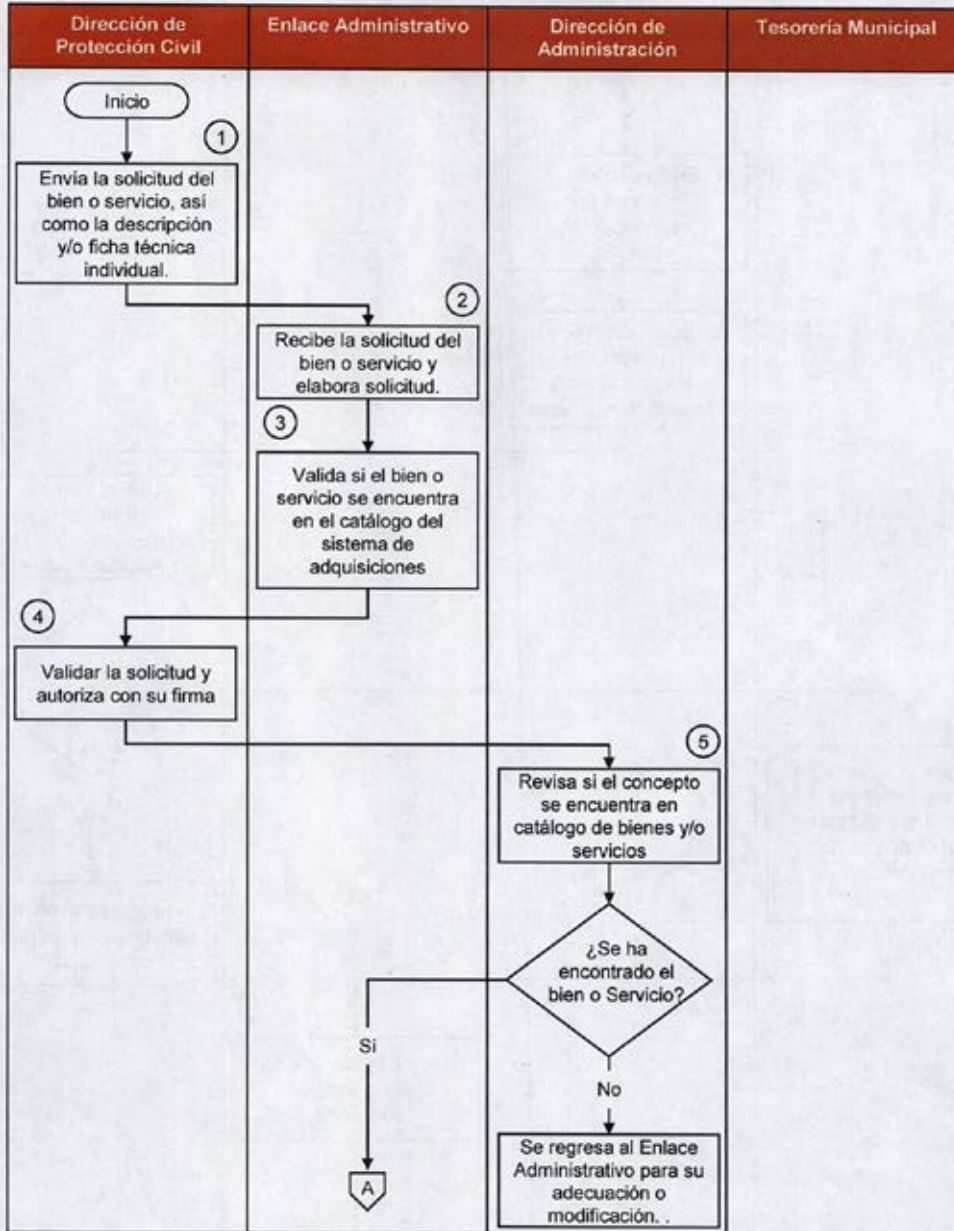 Dirección de
Protección Civil
Enlace Administrativo
Dirección de
Administración
Tesorería Municipal
Inicio
1
Envía la solicitud del
bien o servicio, así
como la descripción
y/o ficha técnica
individual.
2
Recibe la solicitud del
bien o servicio y
elabora solicitud.
3
Valida si el bien o
servicio se encuentra
en el catálogo del
sistema de
adquisiciones
4
Validar la solicitud y
autoriza con su firma
5
Revisa si el concepto
se encuentra en
catálogo de bienes y/o
servicios
¿Se ha
encontrado el
bien o Servicio?
Sí
No
A
Se regresa al Enlace
Administrativo para su
adecuación o
modificación. .